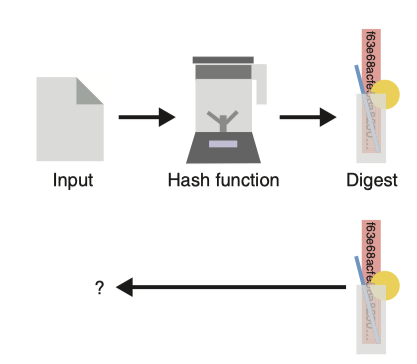 f63e68acfe
Input
Hash function
Digest
?
f63e68acfe